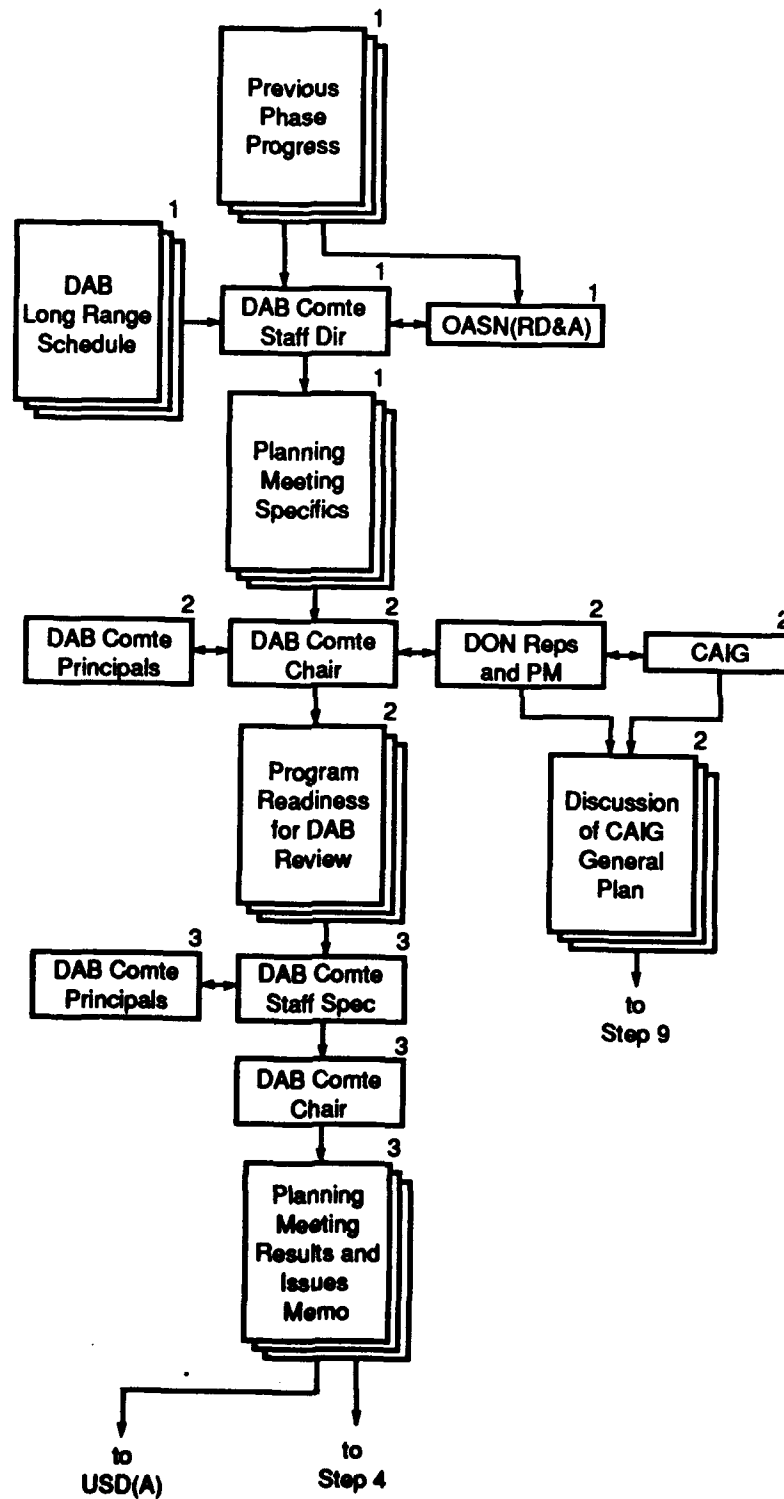 1
Previous
Phase
Progress
1
DAB
Long Range
Schedule
1
DAB Comte
Staff Dir
1
OASN(RD&A)
1
Planning
Meeting
Specifics
2
DAB Comte
Principals
2
DAB Comte
Chair
2
DON Reps
and PM
2
CAIG
2
Program
Readiness
for DAB
Review
2
Discussion
of CAIG
General
Plan
to
Step 9
3
DAB Comte
Principals
3
DAB Comte
Staff Spec
3
DAB Comte
Chair
3
Planning
Meeting
Results and
Issues
Memo
to
USD(A)
to
Step 4